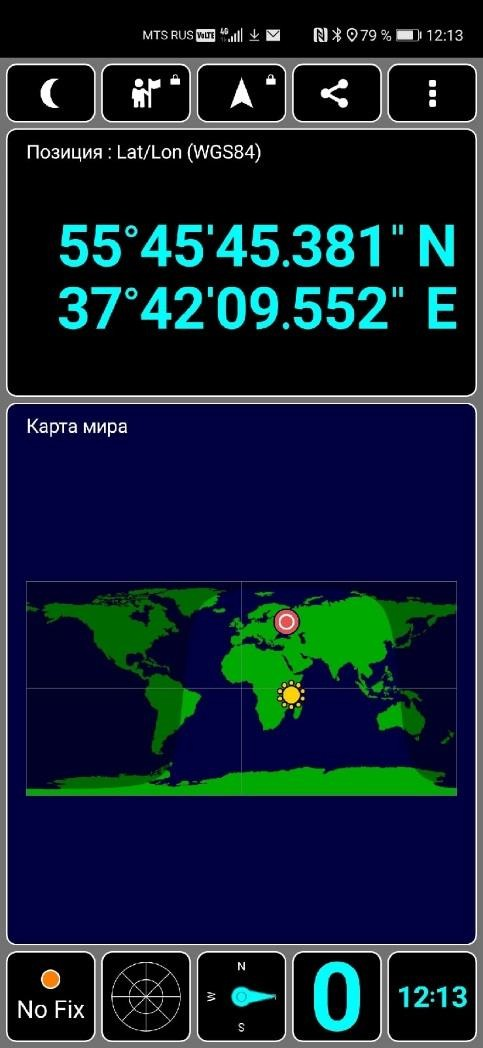 MTS RUS VoLTE 4G 79 % 12:13
Позиция : Lat/Lon (WGS84)
55°45'45.381" N
37°42'09.552" E
Карта мира
No Fix
N
W
S
0
12:13